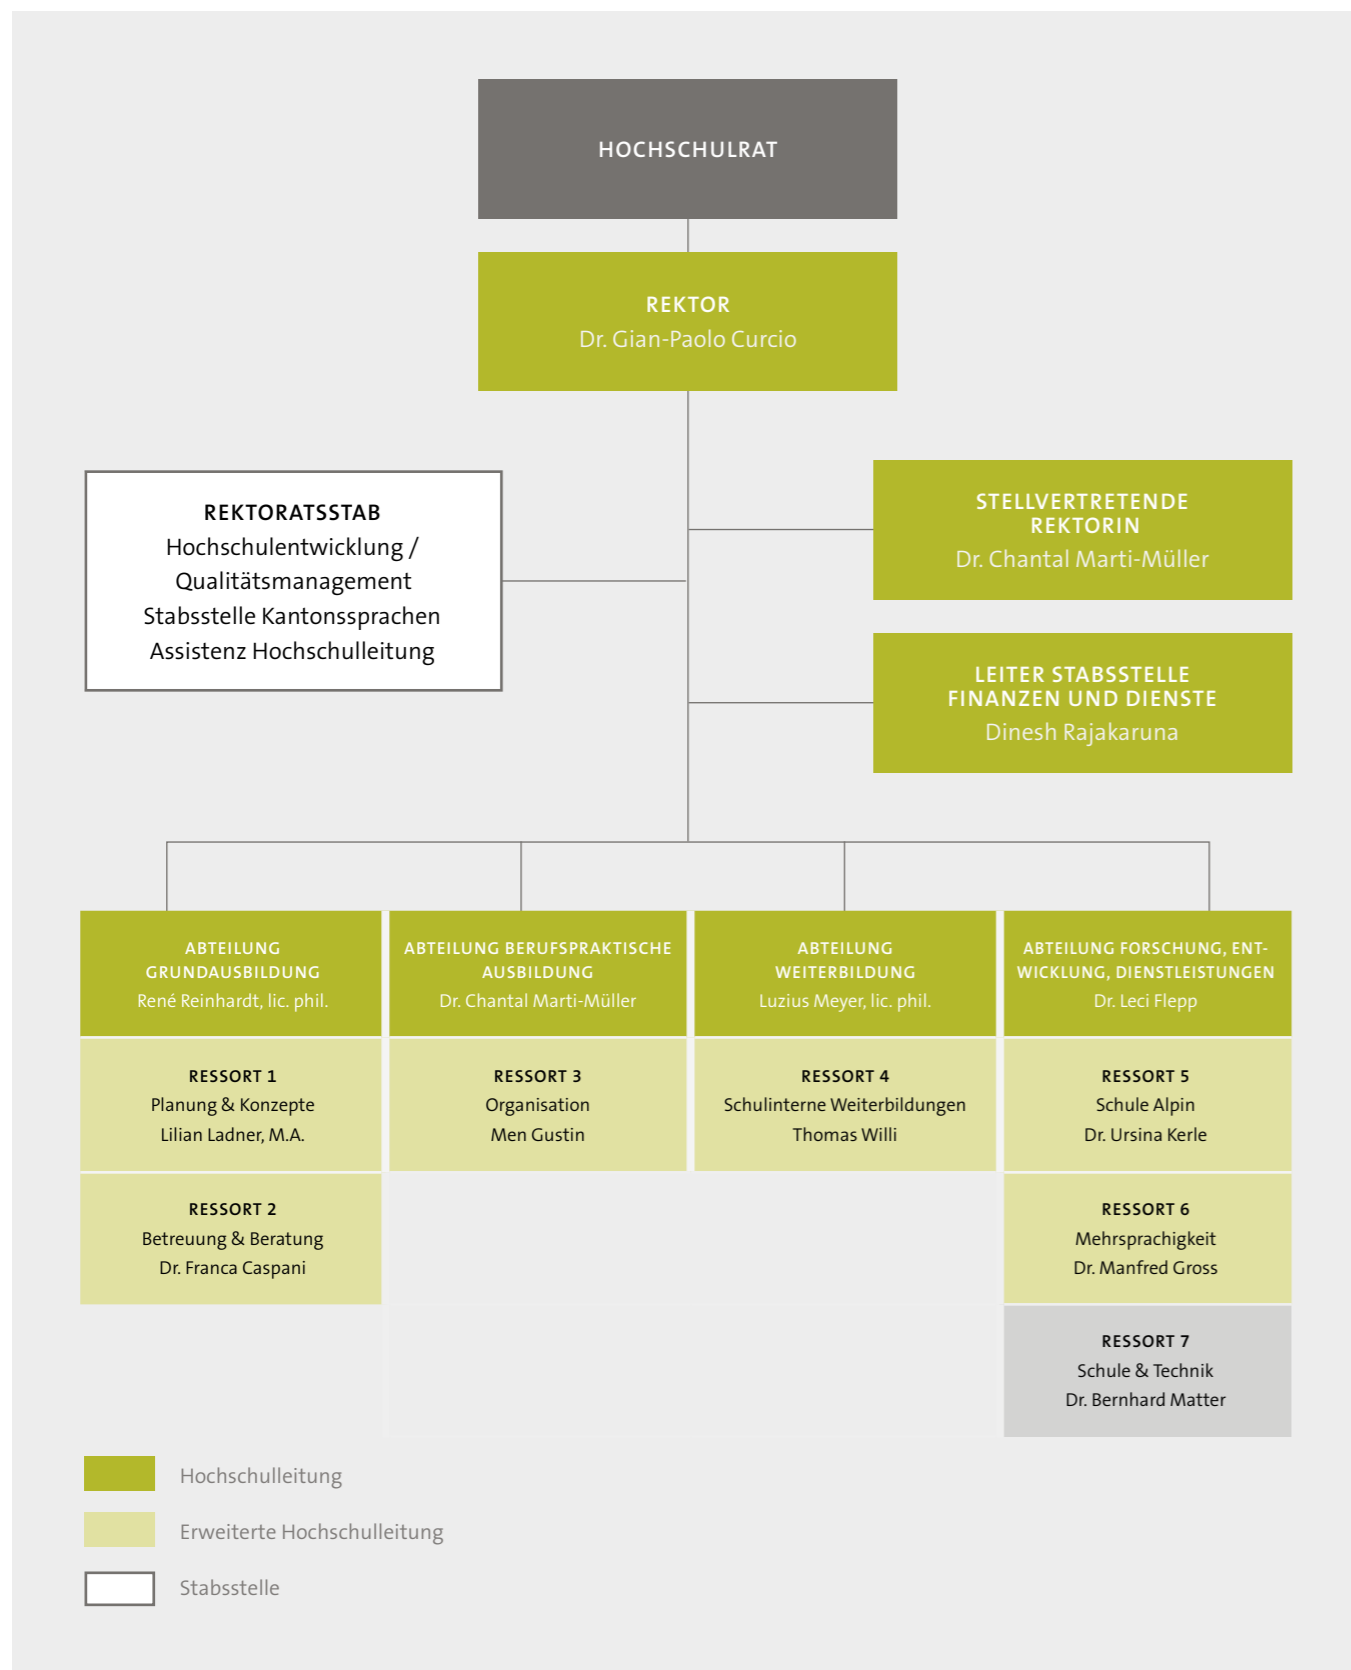 HOCHSCHULRAT
REKTOR
Dr. Gian-Paolo Curcio
REKTORATSSTAB
Hochschulentwicklung /
Qualitätsmanagement
Stabsstelle Kantonssprachen
Assistenz Hochschulleitung
STELLVERTRETENDE
REKTORIN
Dr. Chantal Marti-Müller
LEITER STABSSTELLE
FINANZEN UND DIENSTE
Dinesh Rajakaruna
ABTEILUNG
GRUNDAUSBILDUNG
René Reinhardt, lic. phil.
RESSORT 1
Planung & Konzepte
Lilian Ladner, M.A.
RESSORT 2
Betreuung & Beratung
Dr. Franca Caspani
ABTEILUNG BERUFSPRAKTISCHE
AUSBILDUNG
Dr. Chantal Marti-Müller
RESSORT 3
Organisation
Men Gustin
ABTEILUNG
WEITERBILDUNG
Luzius Meyer, lic. phil.
RESSORT 4
Schulinterne Weiterbildungen
Thomas Willi
ABTEILUNG FORSCHUNG, ENT-
WICKLUNG, DIENSTLEISTUNGEN
Dr. Leci Flepp
RESSORT 5
Schule Alpin
Dr. Ursina Kerle
RESSORT 6
Mehrsprachigkeit
Dr. Manfred Gross
RESSORT 7
Schule & Technik
Dr. Bernhard Matter
Hochschulleitung
Erweiterte Hochschulleitung
Stabsstelle